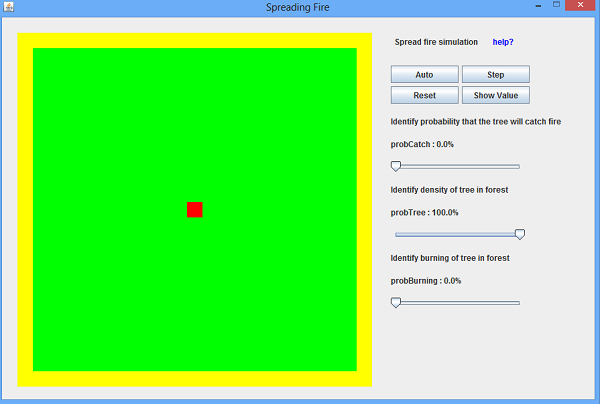 Spreading Fire
Spread fire simulation help?
Auto Step
Reset Show Value
Identify probability that the tree will catch fire
probCatch : 0.0%
Identify density of tree in forest
probTree : 100.0%
Identify burning of tree in forest
probBurning : 0.0%